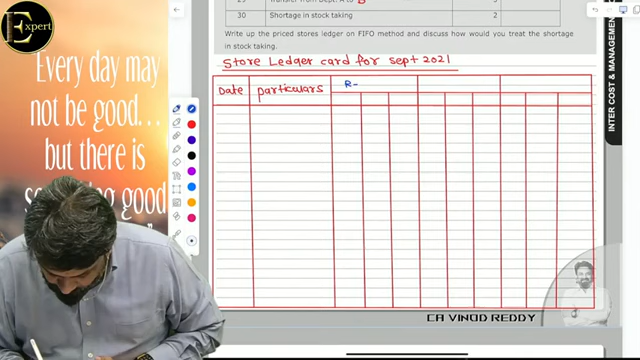 Expert
Every day may
not be good...
but there is
something good
30 Shortage in stock taking 2
Write up the priced stores ledger on FIFO method and discuss how would you treat the shortage
in stock taking.
Store Ledger card for sept 2021
Date particulars R-
INTER COST & MANAGEMENT
CA VINOD REDDY